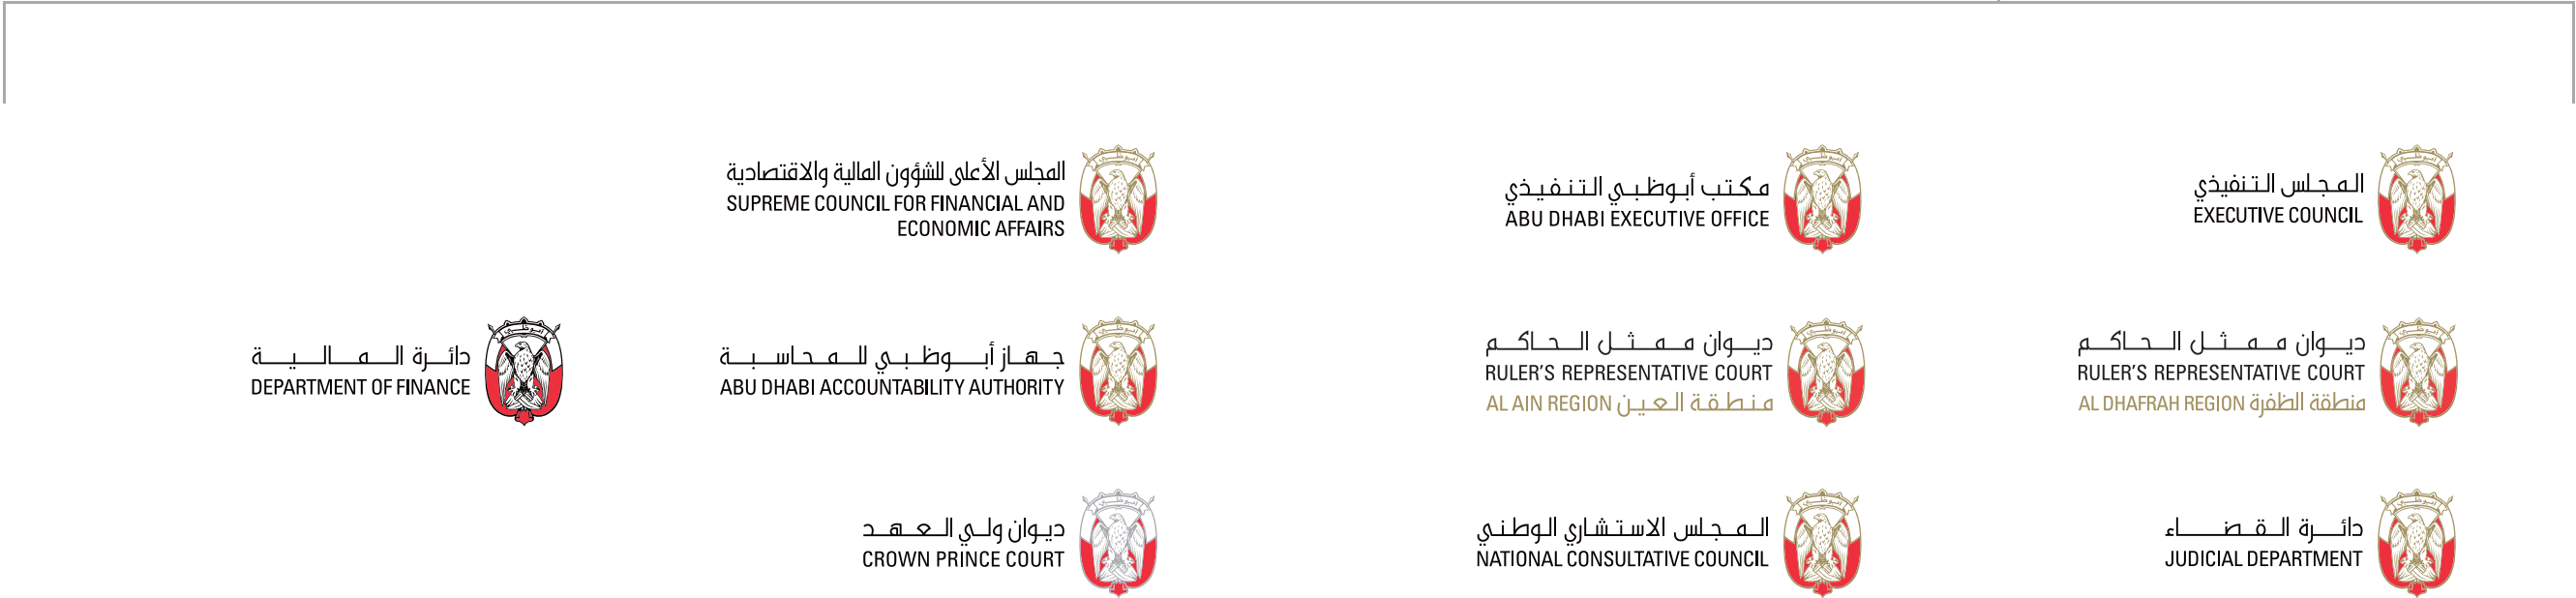 المجلس التنفيذي
EXECUTIVE COUNCIL
مكتب أبوظبي التنفيذي
ABU DHABI EXECUTIVE OFFICE
المجلس الأعلى للشؤون المالية والاقتصادية
SUPREME COUNCIL FOR FINANCIAL AND
ECONOMIC AFFAIRS
ديوان ممثل الحاكم
RULER'S REPRESENTATIVE COURT
منطقة الظفرة AL DHAFRAH REGION
ديوان ممثل الحاكم
RULER'S REPRESENTATIVE COURT
منطقة العين AL AIN REGION
جهاز أبوظبي للمحاسبة
ABU DHABI ACCOUNTABILITY AUTHORITY
دائرة المالية
DEPARTMENT OF FINANCE
دائرة القضاء
JUDICIAL DEPARTMENT
المجلس الاستشاري الوطني
NATIONAL CONSULTATIVE COUNCIL
ديوان ولي العهد
CROWN PRINCE COURT